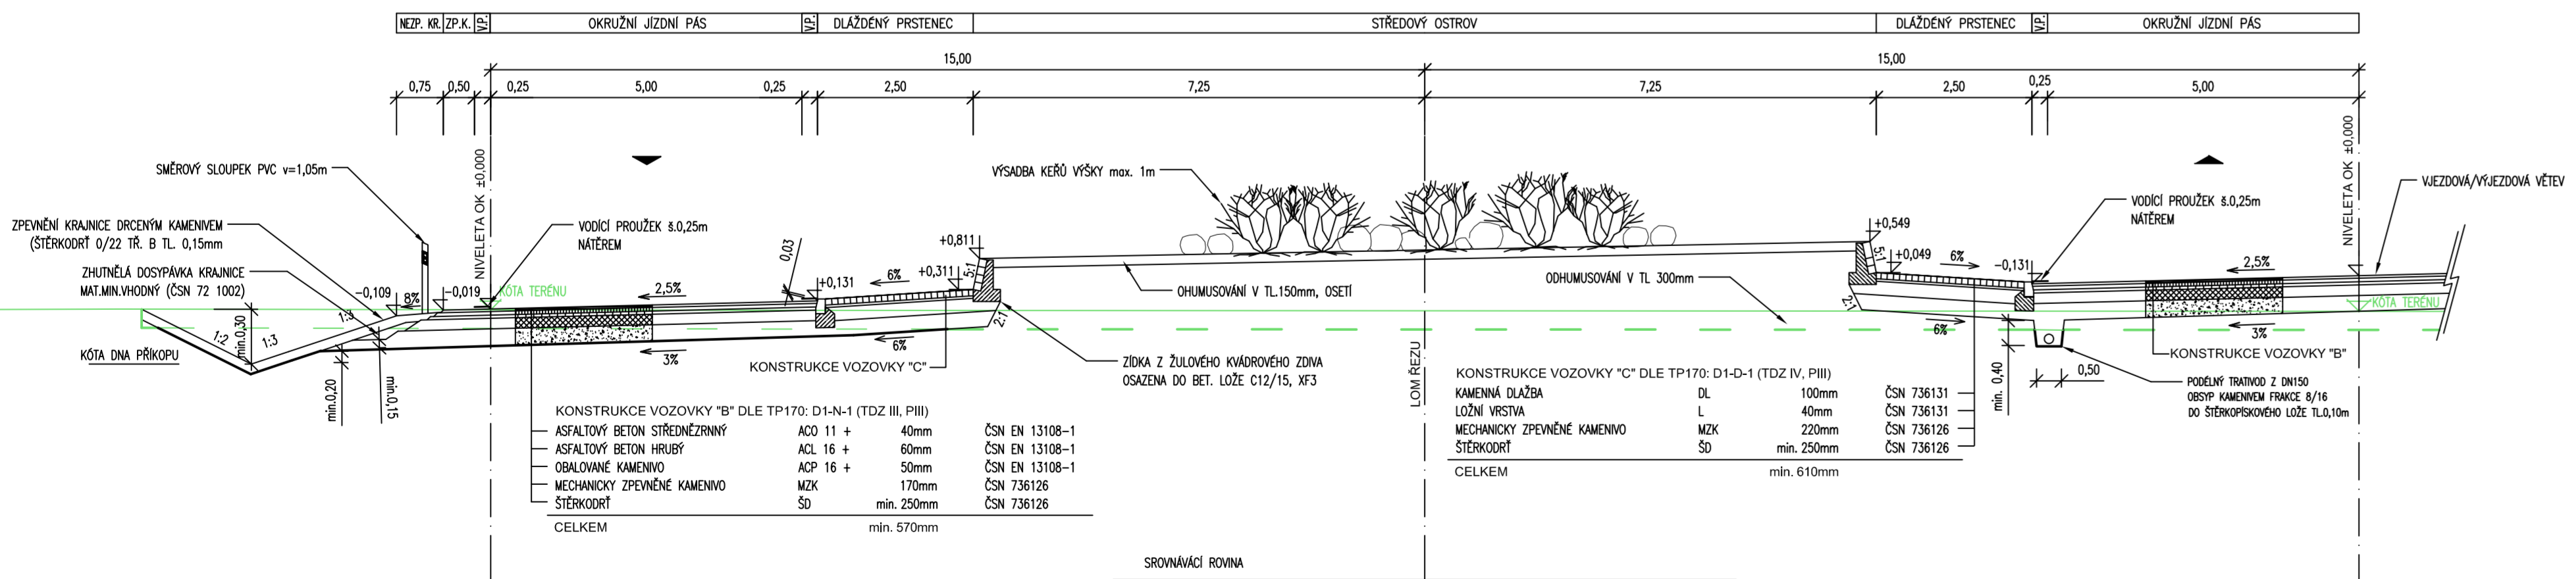 NEZP. KR. ZP.K. V.P. OKRUŽNÍ JÍZDNÍ PÁS V.P. DLÁŽDĚNÝ PRSTENEC STŘEDOVÝ OSTROV DLÁŽDĚNÝ PRSTENEC V.P. OKRUŽNÍ JÍZDNÍ PÁS
15,00 15,00
0,75 0,50 0,25 5,00 0,25 2,50 7,25 7,25 2,50 0,25 5,00
SMĚROVÝ SLOUPEK PVC v=1,05m
ZPEVNĚNÍ KRAJNICE DRCENÝM KAMENIVEM
(ŠTĚRKODRŤ 0/22 TŘ. B TL. 0,15mm
ZHUTNĚLÁ DOSYPÁVKA KRAJNICE
MAT.MIN.VHODNÝ (ČSN 72 1002)
KÓTA DNA PŘÍKOPU
1:2
min.0,30
1:3
1:3
min.0,20
min.0,15
-0,109
8%
-0,019
NIVELETA OK ±0,000
KÓTA TERÉNU
VODÍCÍ PROUŽEK š.0,25m
NÁTĚREM
2,5%
3%
0,03
+0,131
6%
+0,311
+0,811
5:1
2:1
6%
KONSTRUKCE VOZOVKY "C"
VÝSADBA KEŘŮ VÝŠKY max. 1m
OHUMUSOVÁNÍ V TL.150mm, OSETÍ
ZÍDKA Z ŽULOVÉHO KVÁDROVÉHO ZDIVA
OSAZENA DO BET. LOŽE C12/15, XF3
LOM ŘEZU
ODHUMUSOVÁNÍ V TL 300mm
+0,549
5:1
+0,049
6%
-0,131
2:1
6%
min. 0,40
0,50
VODÍCÍ PROUŽEK š.0,25m
NÁTĚREM
2,5%
3%
NIVELETA OK ±0,000
VJEZDOVÁ/VÝJEZDOVÁ VĚTEV
KÓTA TERÉNU
KONSTRUKCE VOZOVKY "B"
PODÉLNÝ TRATIVOD Z DN150
OBSYP KAMENIVEM FRAKCE 8/16
DO ŠTĚRKOPÍSKOVÉHO LOŽE TL.0,10m
KONSTRUKCE VOZOVKY "B" DLE TP170: D1-N-1 (TDZ III, PIII)
ASFALTOVÝ BETON STŘEDNĚZRNNÝ ACO 11 + 40mm ČSN EN 13108-1
ASFALTOVÝ BETON HRUBÝ ACL 16 + 60mm ČSN EN 13108-1
OBALOVANÉ KAMENIVO ACP 16 + 50mm ČSN EN 13108-1
MECHANICKY ZPEVNĚNÉ KAMENIVO MZK 170mm ČSN 736126
ŠTĚRKODRŤ ŠD min. 250mm ČSN 736126
CELKEM min. 570mm
KONSTRUKCE VOZOVKY "C" DLE TP170: D1-D-1 (TDZ IV, PIII)
KAMENNÁ DLAŽBA DL 100mm ČSN 736131
LOŽNÍ VRSTVA L 40mm ČSN 736131
MECHANICKY ZPEVNĚNÉ KAMENIVO MZK 220mm ČSN 736126
ŠTĚRKODRŤ ŠD min. 250mm ČSN 736126
CELKEM min. 610mm
SROVNÁVACÍ ROVINA